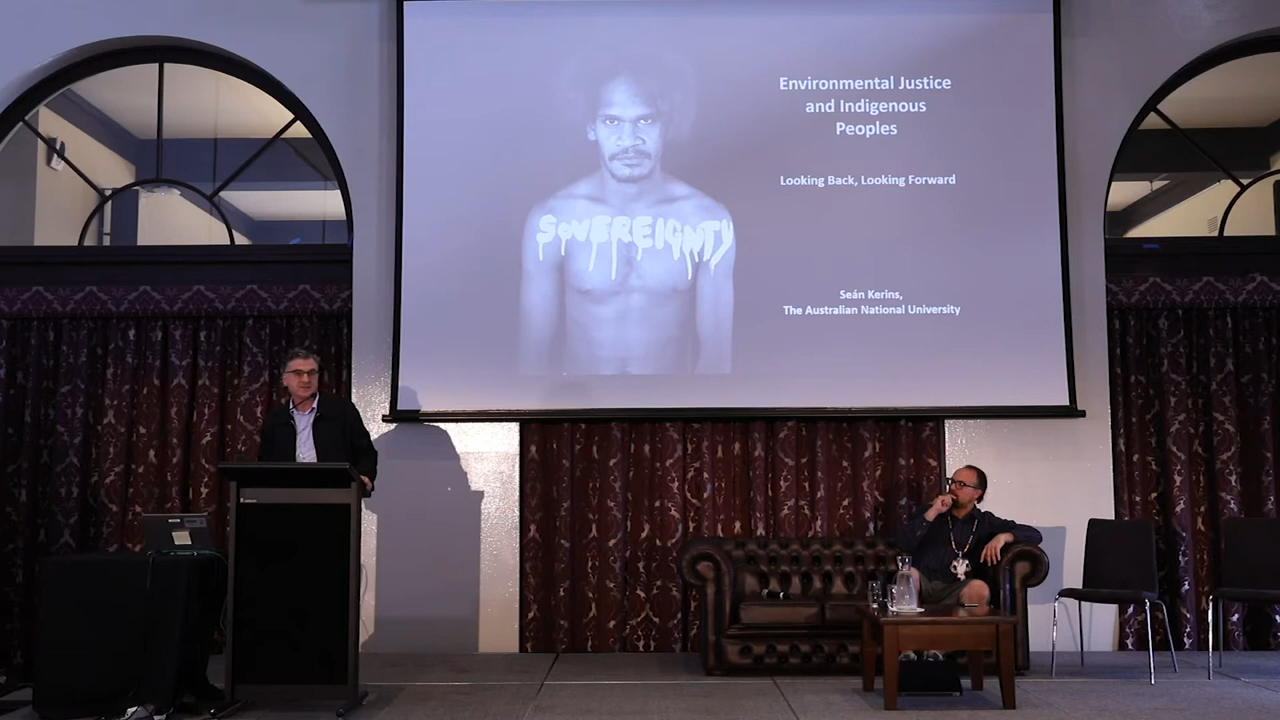 Environmental Justice
and Indigenous
Peoples
Looking Back, Looking Forward
SOVEREIGNTY
Seán Kerins,
The Australian National University